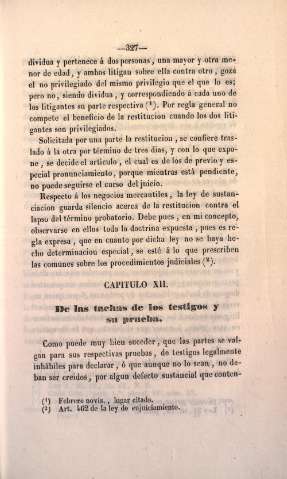 —327—
dividua y pertenece á dos personas, una mayor y otra me-
nor de edad, y ambos litigan sobre ella contra otro, goza
el no privilegiado del mismo privilegio que el que lo es;
pero no, siendo dividua, y correspondiendo á cada uno de
los litigantes su parte respectiva (¹). Por regla general no
compete el beneficio de la restitucion cuando los dos liti-
gantes son privilegiados.
Solicitada por una parte la restitucion, se confiere tras-
lado á la otra por término de tres dias, y con lo que expo-
ne, se decide el artículo, el cual es de los de previo y es-
pecial pronunciamiento, porque mientras está pendiente,
no puede seguirse el curso del juicio.
Respecto á los negocios mercantiles, la ley de sustan-
ciacion guarda silencio acerca de la restitucion contra el
lapso del término probatorio. Debe pues, en mi concepto,
observarse en ellos toda la doctrina expuesta, pues es re-
gla expresa, que en cuanto por dicha ley no se haya he-
cho determinacion especial, se esté á lo que prescriben
las comunes sobre los procedimientos judiciales (²).
CAPITULO XII.
De las tachas de los testigos y
su prueba.
Como puede muy bien suceder, que las partes se val-
gan para sus respectivas pruebas, de testigos legalmente
inhábiles para declarar, ó que aunque no lo sean, no de-
ban ser creidos, por algun defecto sustancial que conten-
(¹) Febrero novís., lugar citado.
(²) Art. 462 de la ley de enjuiciamiento.